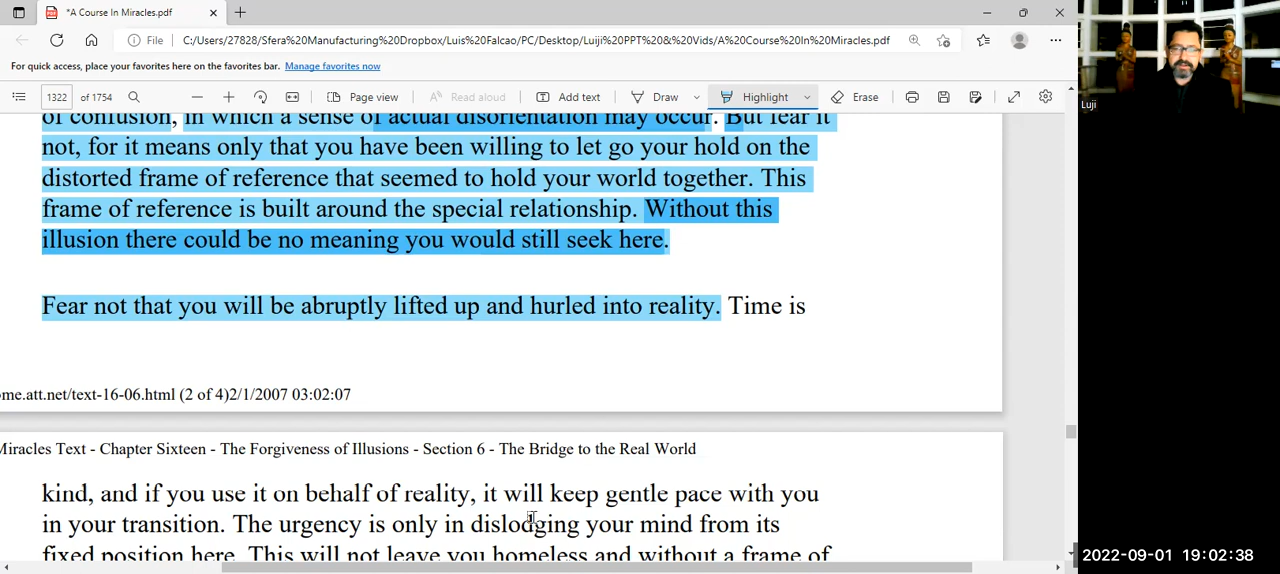 *A Course In Miracles.pdf
File C:/Users/27828/Sfera%20Manufacturing%20Dropbox/Luis%20Falcao/PC/Desktop/Luiji%20PPT%20&%20Vids/A%20Course%20In%20Miracles.pdf
For quick access, place your favorites here on the favorites bar. Manage favorites now
1322 of 1754 Page view Read aloud Add text Draw Highlight Erase
Luji
of confusion, in which a sense of actual disorientation may occur. But fear it
not, for it means only that you have been willing to let go your hold on the
distorted frame of reference that seemed to hold your world together. This
frame of reference is built around the special relationship. Without this
illusion there could be no meaning you would still seek here.
Fear not that you will be abruptly lifted up and hurled into reality. Time is
ome.att.net/text-16-06.html (2 of 4)2/1/2007 03:02:07
Miracles Text - Chapter Sixteen - The Forgiveness of Illusions - Section 6 - The Bridge to the Real World
kind, and if you use it on behalf of reality, it will keep gentle pace with you
in your transition. The urgency is only in dislodging your mind from its
fixed position here. This will not leave you homeless and without a frame of
2022-09-01 19:02:38